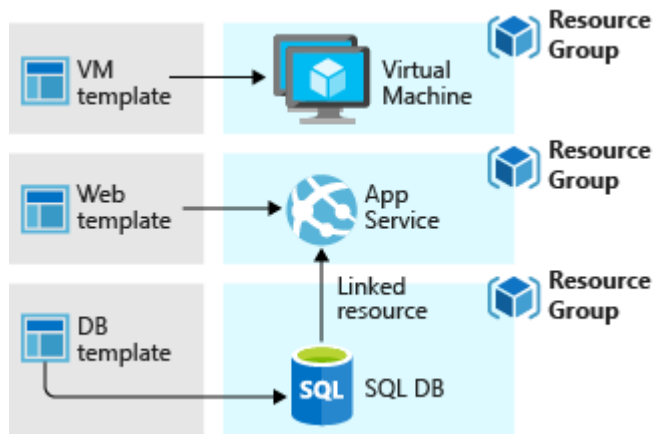 VM
template
Virtual
Machine
Resource
Group
Web
template
App
Service
Resource
Group
Linked
resource
DB
template
SQL
SQL DB
Resource
Group